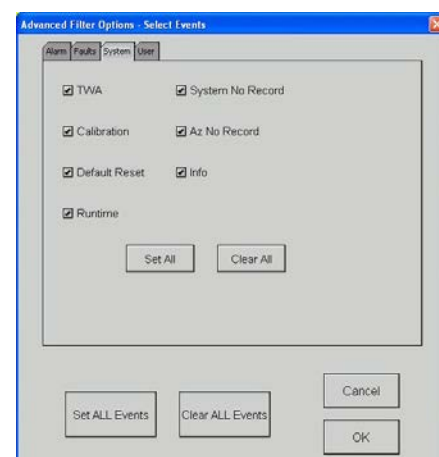 Advanced Filter Options - Select Events
Alarm Faults System User
TWA System No Record
Calibration Az No Record
Default Reset Info
Runtime
Set All Clear All
Cancel
Set ALL Events Clear ALL Events
OK